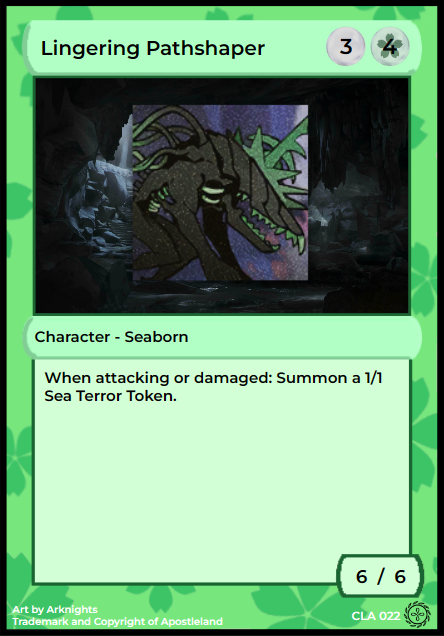 Lingering Pathshaper 3 4
Character - Seaborn
When attacking or damaged: Summon a 1/1
Sea Terror Token.
6 / 6
Art by Arknights
Trademark and Copyright of Apostieland
CLA 022